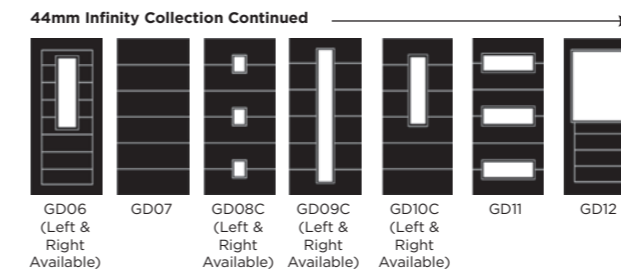 44mm Infinity Collection Continued
GD06 GD07 GD08C GD09C GD10C GD11 GD12
(Left & (Left & (Left & (Left &
Right Right Right Right
Available) Available) Available) Available)